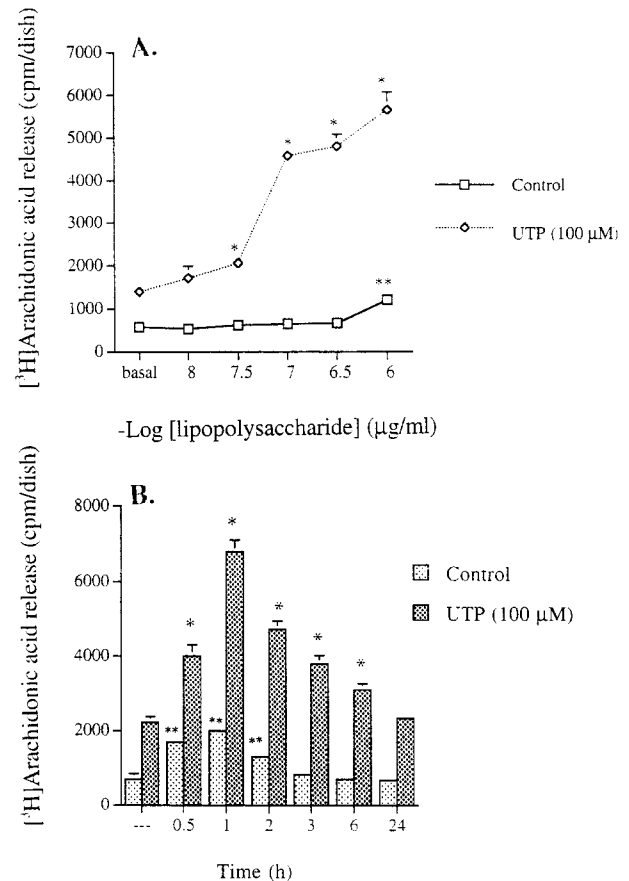 A.
[³H]Arachidonic acid release (cpm/dish)
7000
6000
5000
4000
3000
2000
1000
0
*
*
*
*
**
basal 8 7.5 7 6.5 6
-Log [lipopolysaccharide] (μg/ml)
Control
UTP (100 μM)
B.
[³H]Arachidonic acid release (cpm/dish)
8000
6000
4000
2000
0
*
*
*
*
*
**
**
**
--- 0.5 1 2 3 6 24
Time (h)
Control
UTP (100 μM)